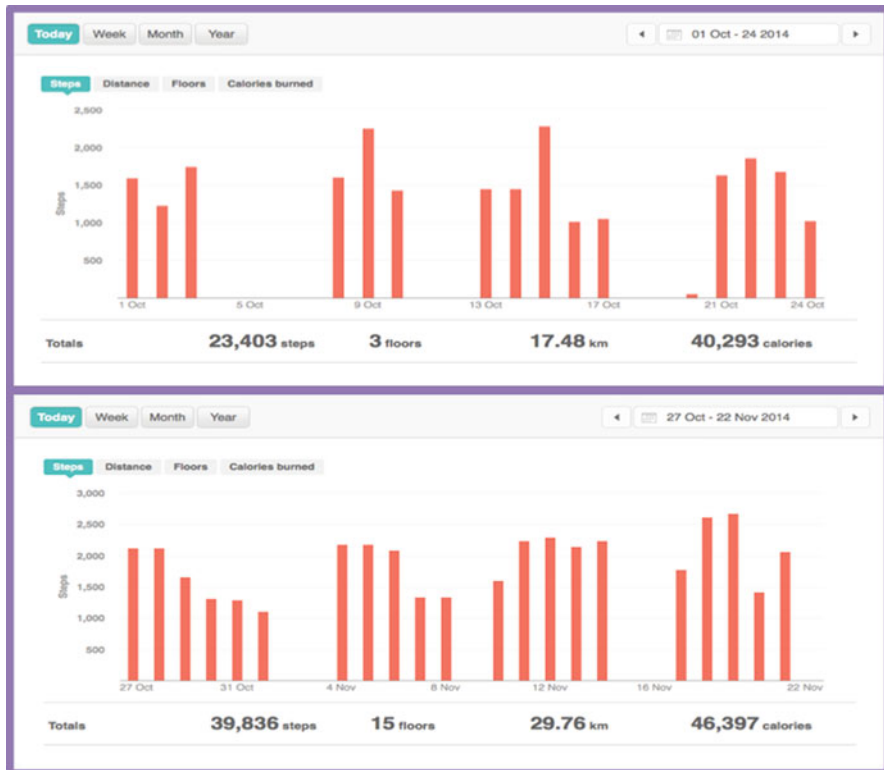 Today Week Month Year 01 Oct - 24 2014
Steps Distance Floors Calories burned
2,500
2,000
1,500
1,000
500
Steps
1 Oct 5 Oct 9 Oct 13 Oct 17 Oct 21 Oct 24 Oct
Totals 23,403 steps 3 floors 17.48 km 40,293 calories
Today Week Month Year 27 Oct - 22 Nov 2014
Steps Distance Floors Calories burned
3,000
2,500
2,000
1,500
1,000
500
Steps
27 Oct 31 Oct 4 Nov 8 Nov 12 Nov 16 Nov 22 Nov
Totals 39,836 steps 15 floors 29.76 km 46,397 calories